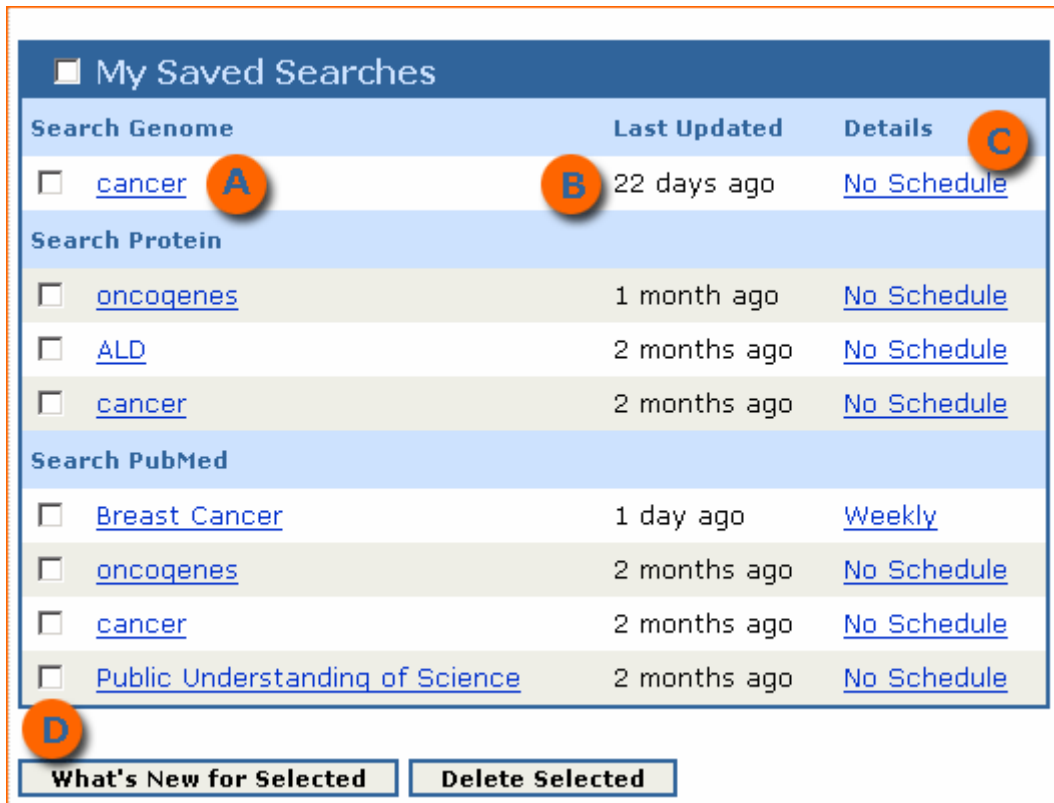 My Saved Searches
Search Genome Last Updated Details C
cancer A B 22 days ago No Schedule
Search Protein
oncogenes 1 month ago No Schedule
ALD 2 months ago No Schedule
cancer 2 months ago No Schedule
Search PubMed
Breast Cancer 1 day ago Weekly
oncogenes 2 months ago No Schedule
cancer 2 months ago No Schedule
Public Understanding of Science 2 months ago No Schedule
D
What's New for Selected Delete Selected